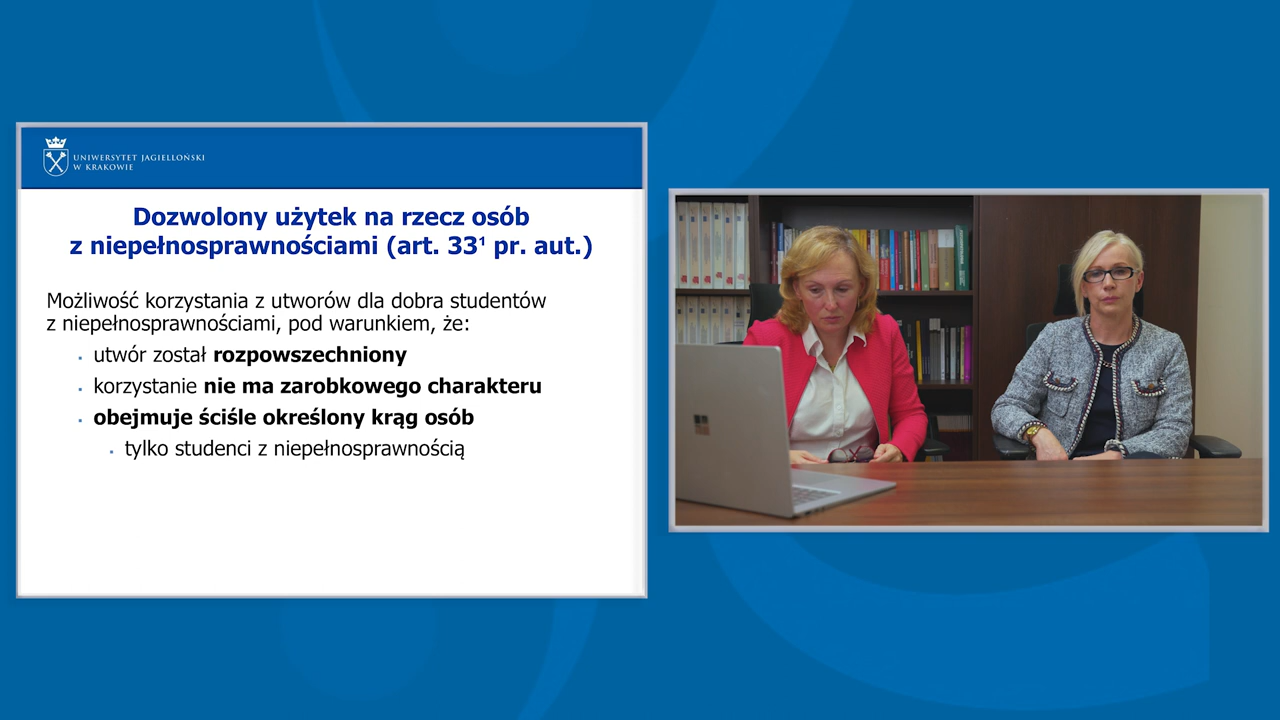 UNIWERSYTET JAGIELLOŃSKI
W KRAKOWIE
Dozwolony użytek na rzecz osób
z niepełnosprawnościami (art. 33¹ pr. aut.)
Możliwość korzystania z utworów dla dobra studentów
z niepełnosprawnościami, pod warunkiem, że:
utwór został rozpowszechniony
korzystanie nie ma zarobkowego charakteru
obejmuje ściśle określony krąg osób
tylko studenci z niepełnosprawnością